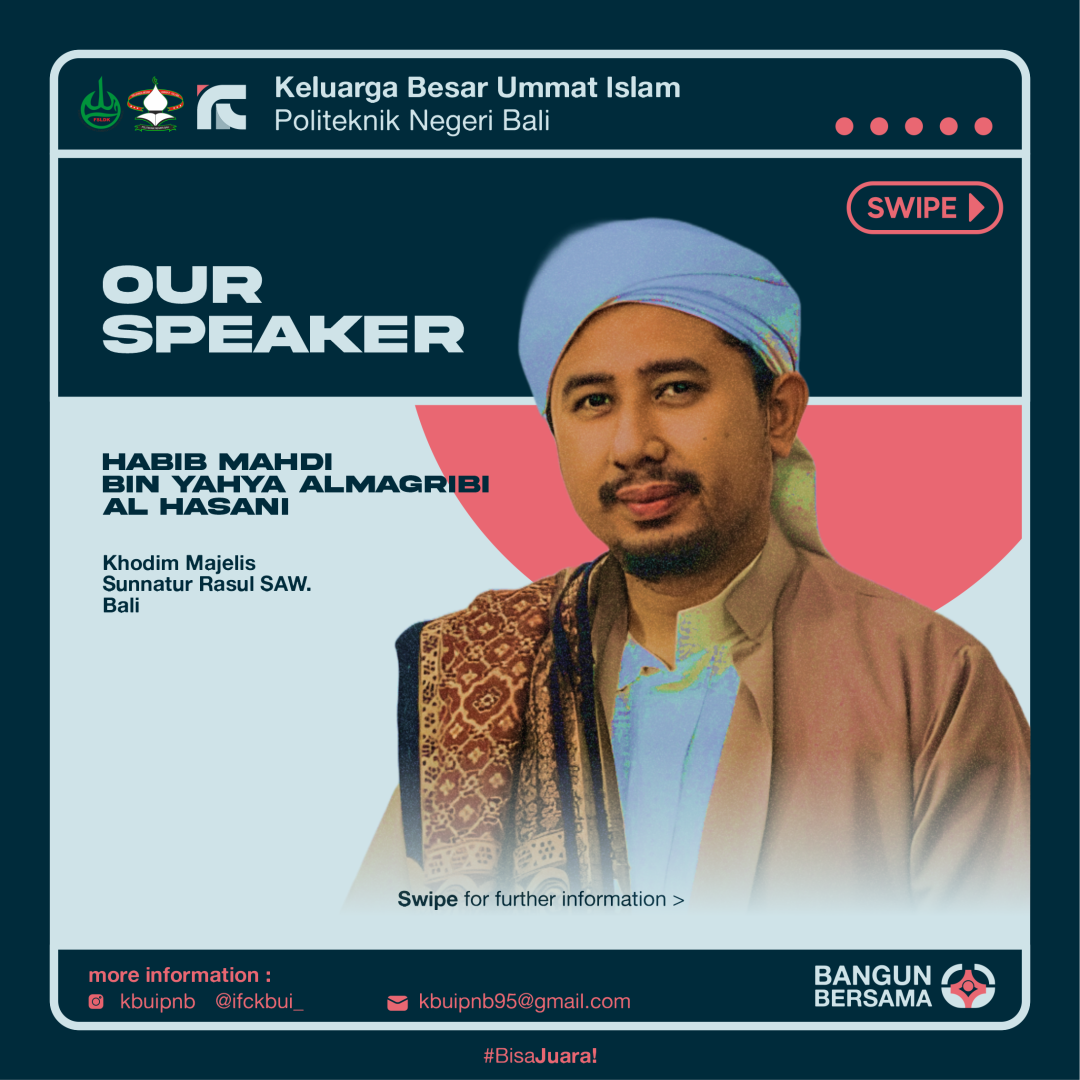 Keluarga Besar Ummat Islam
Politeknik Negeri Bali
SWIPE
OUR
SPEAKER
HABIB MAHDI
BIN YAHYA ALMAGRIBI
AL HASANI
Khodim Majelis
Sunnatur Rasul SAW.
Bali
Swipe for further information >
more information :
kbuipnb @ifckbui_
kbuipnb95@gmail.com
BANGUN
BERSAMA
#BisaJuara!